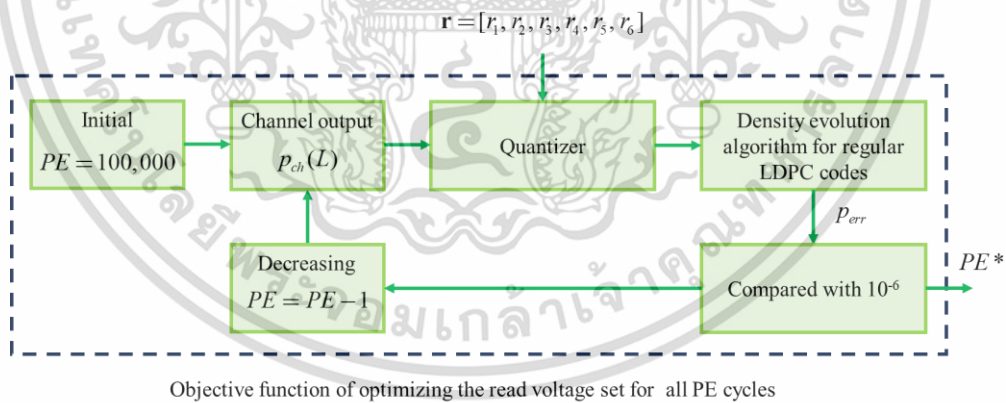 r = [r₁, r₂, r₃, r₄, r₅, r₆]
Initial
PE = 100,000
Channel output
p_ch(L)
Quantizer
Density evolution
algorithm for regular
LDPC codes
p_err
Compared with 10⁻⁶
PE*
Decreasing
PE = PE − 1
Objective function of optimizing the read voltage set for all PE cycles